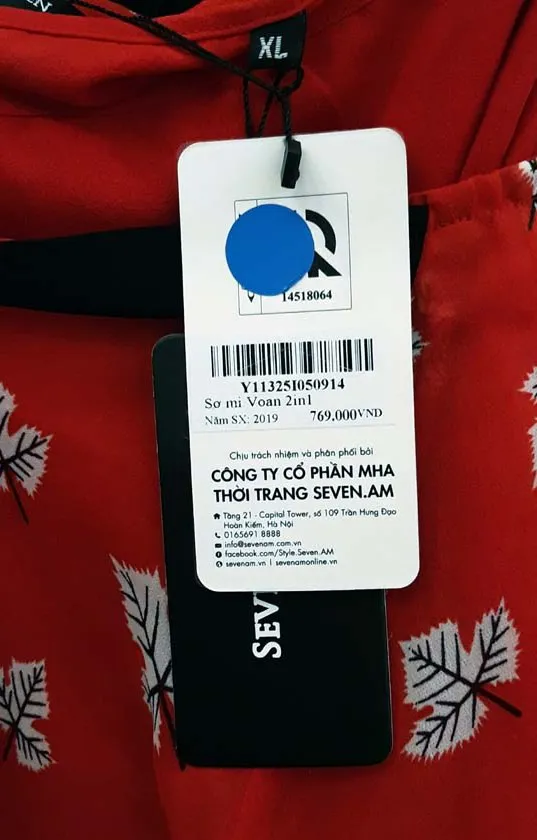 EN
XL
14518064
Y11325I050914
Sơ mi Voan 2in1
Năm SX: 2019 769.000VND
Chịu trách nhiệm và phân phối bởi
CÔNG TY CỔ PHẦN MHA
THỜI TRANG SEVEN.AM
Tầng 21 - Capital Tower, số 109 Trần Hưng Đạo
Hoàn Kiếm, Hà Nội
0165691 8888
info@sevenam.com.vn
facebook.com/Style.Seven.AM
sevenam.vn | sevenamonline.vn
SEV